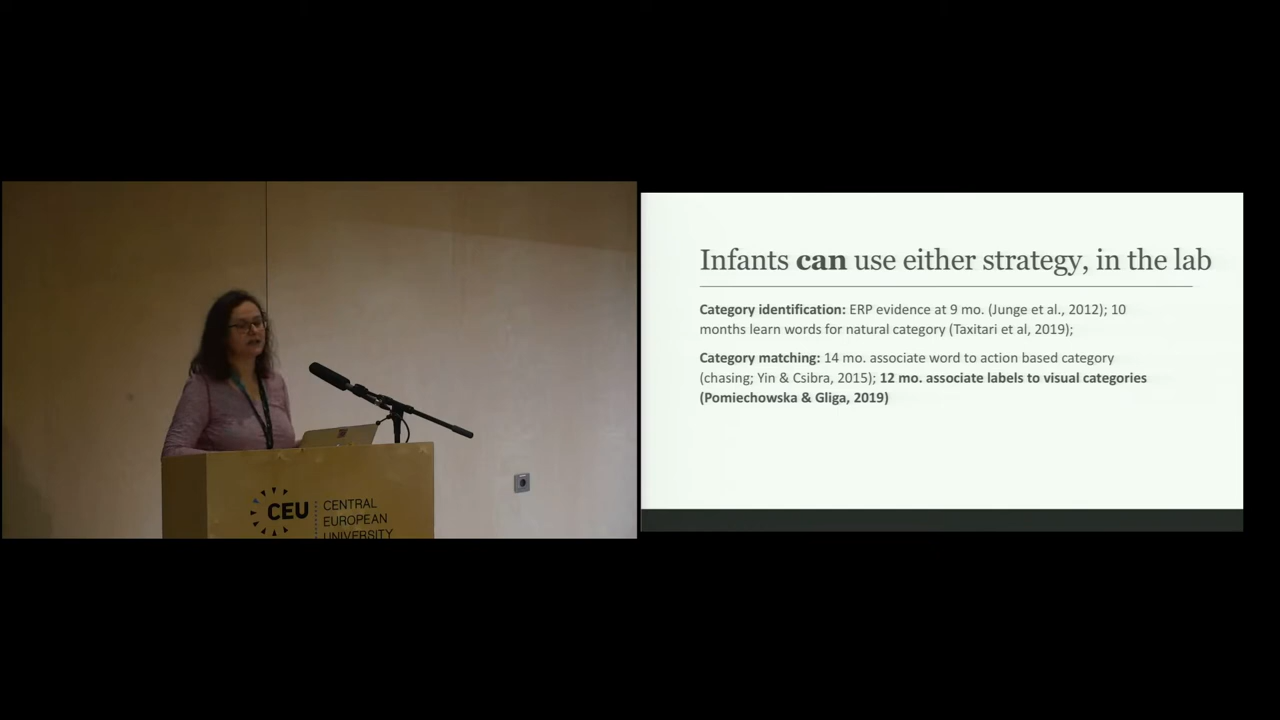 CEU
CENTRAL
EUROPEAN
UNIVERSITY
Infants can use either strategy, in the lab
Category identification: ERP evidence at 9 mo. (Junge et al., 2012); 10
months learn words for natural category (Taxitari et al, 2019);
Category matching: 14 mo. associate word to action based category
(chasing; Yin & Csibra, 2015); 12 mo. associate labels to visual categories
(Pomiechowska & Gliga, 2019)